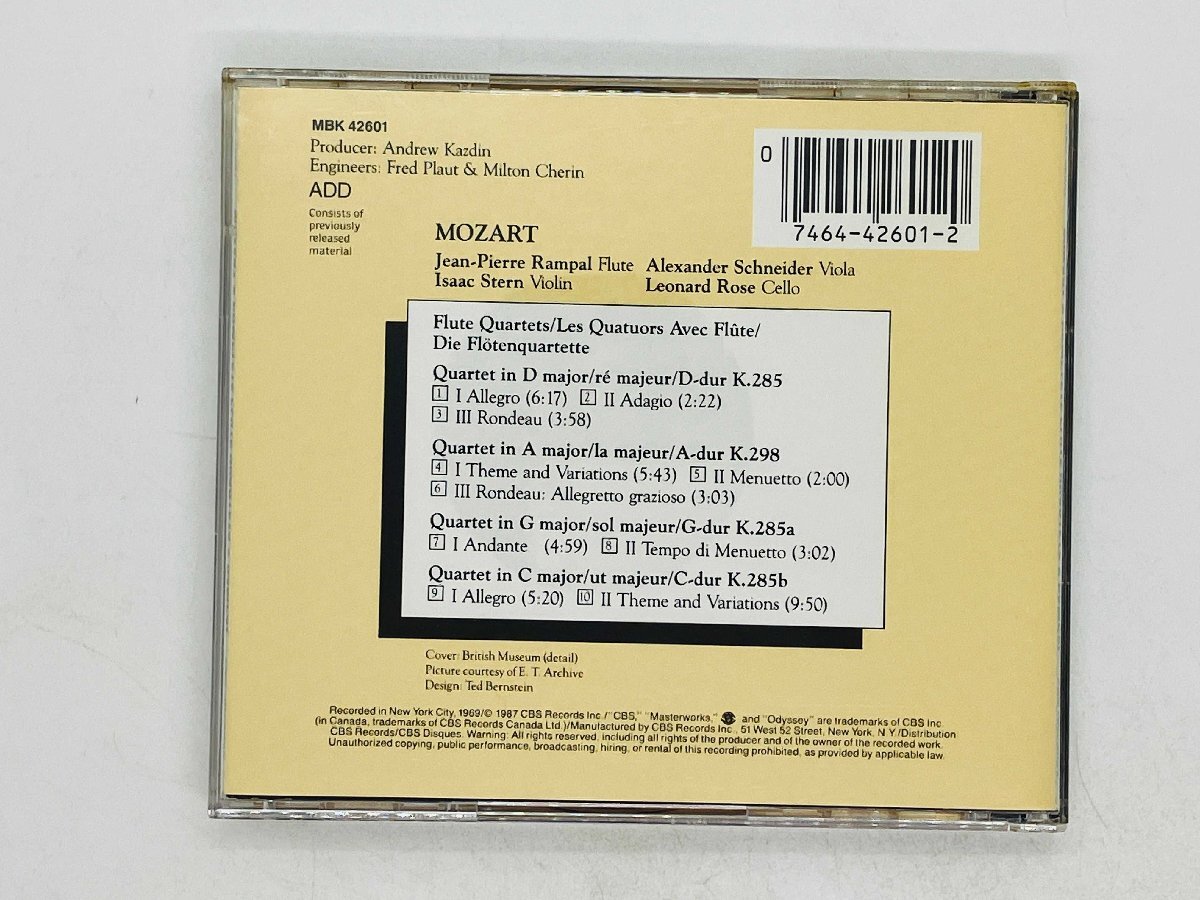 MBK 42601
Producer: Andrew Kazdin
Engineers: Fred Plaut & Milton Cherin
ADD
Consists of
previously
released
material
0
7464-42601-2
MOZART
Jean-Pierre Rampal Flute Alexander Schneider Viola
Isaac Stern Violin Leonard Rose Cello
Flute Quartets/Les Quatuors Avec Flûte/
Die Flötenquartette
Quartet in D major/ré majeur/D-dur K.285
1 I Allegro (6:17) 2 II Adagio (2:22)
3 III Rondeau (3:58)
Quartet in A major/la majeur/A-dur K.298
4 I Theme and Variations (5:43) 5 II Menuetto (2:00)
6 III Rondeau: Allegretto grazioso (3:03)
Quartet in G major/sol majeur/G-dur K.285a
7 I Andante (4:59) 8 II Tempo di Menuetto (3:02)
Quartet in C major/ut majeur/C-dur K.285b
9 I Allegro (5:20) 10 II Theme and Variations (9:50)
Cover: British Museum (detail)
Picture courtesy of E. T. Archive
Design: Ted Bernstein
Recorded in New York City, 1969/© 1987 CBS Records Inc./"CBS," "Masterworks," and "Odyssey" are trademarks of CBS Inc.
(in Canada, trademarks of CBS Records Canada Ltd.)/Manufactured by CBS Records Inc., 51 West 52 Street, New York, N.Y./Distribution
CBS Records/CBS Disques. Warning: All rights reserved, including all rights of the producer and of the owner of the recorded work.
Unauthorized copying, public performance, broadcasting, hiring, or rental of this recording prohibited, as provided by applicable law.